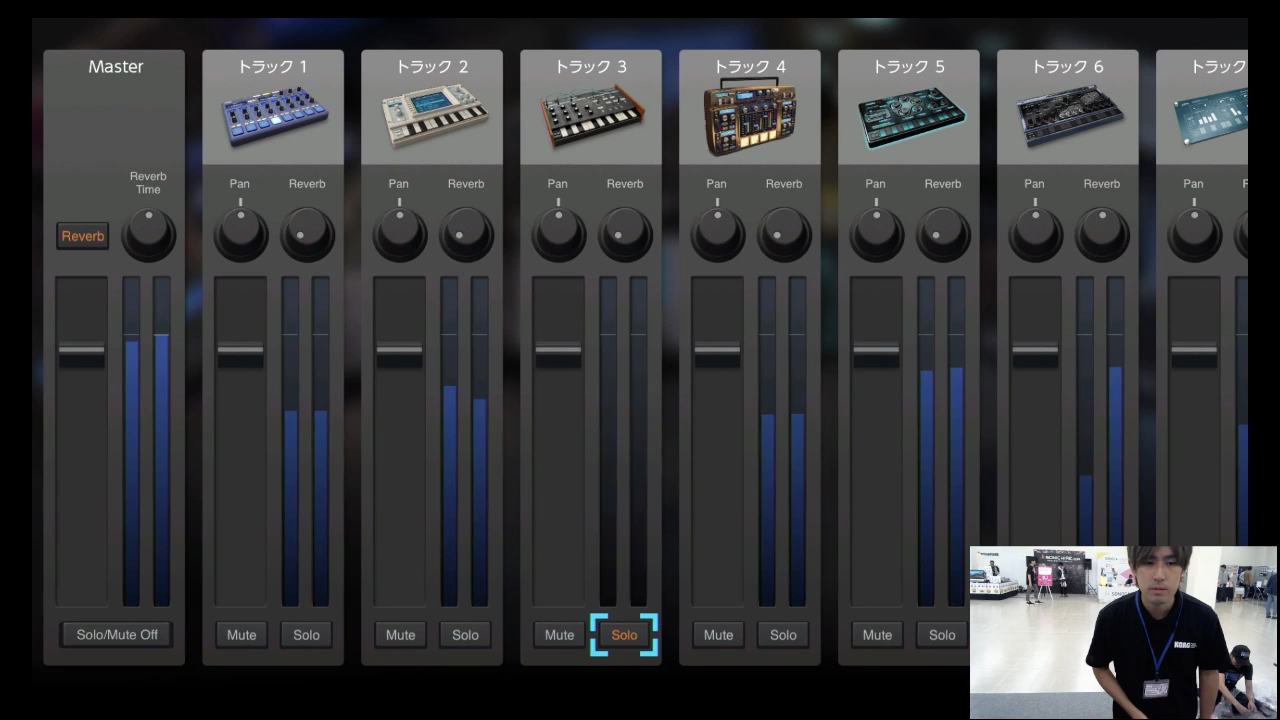 Master
トラック 1
トラック 2
トラック 3
トラック 4
トラック 5
トラック 6
トラック
Reverb
Time
Pan
Reverb
Pan
Reverb
Pan
Reverb
Pan
Reverb
Pan
Reverb
Pan
Reverb
Pan
Reverb
Solo/Mute Off
Mute
Solo
Mute
Solo
Mute
Solo
Mute
Solo
Mute
Solo
KORG